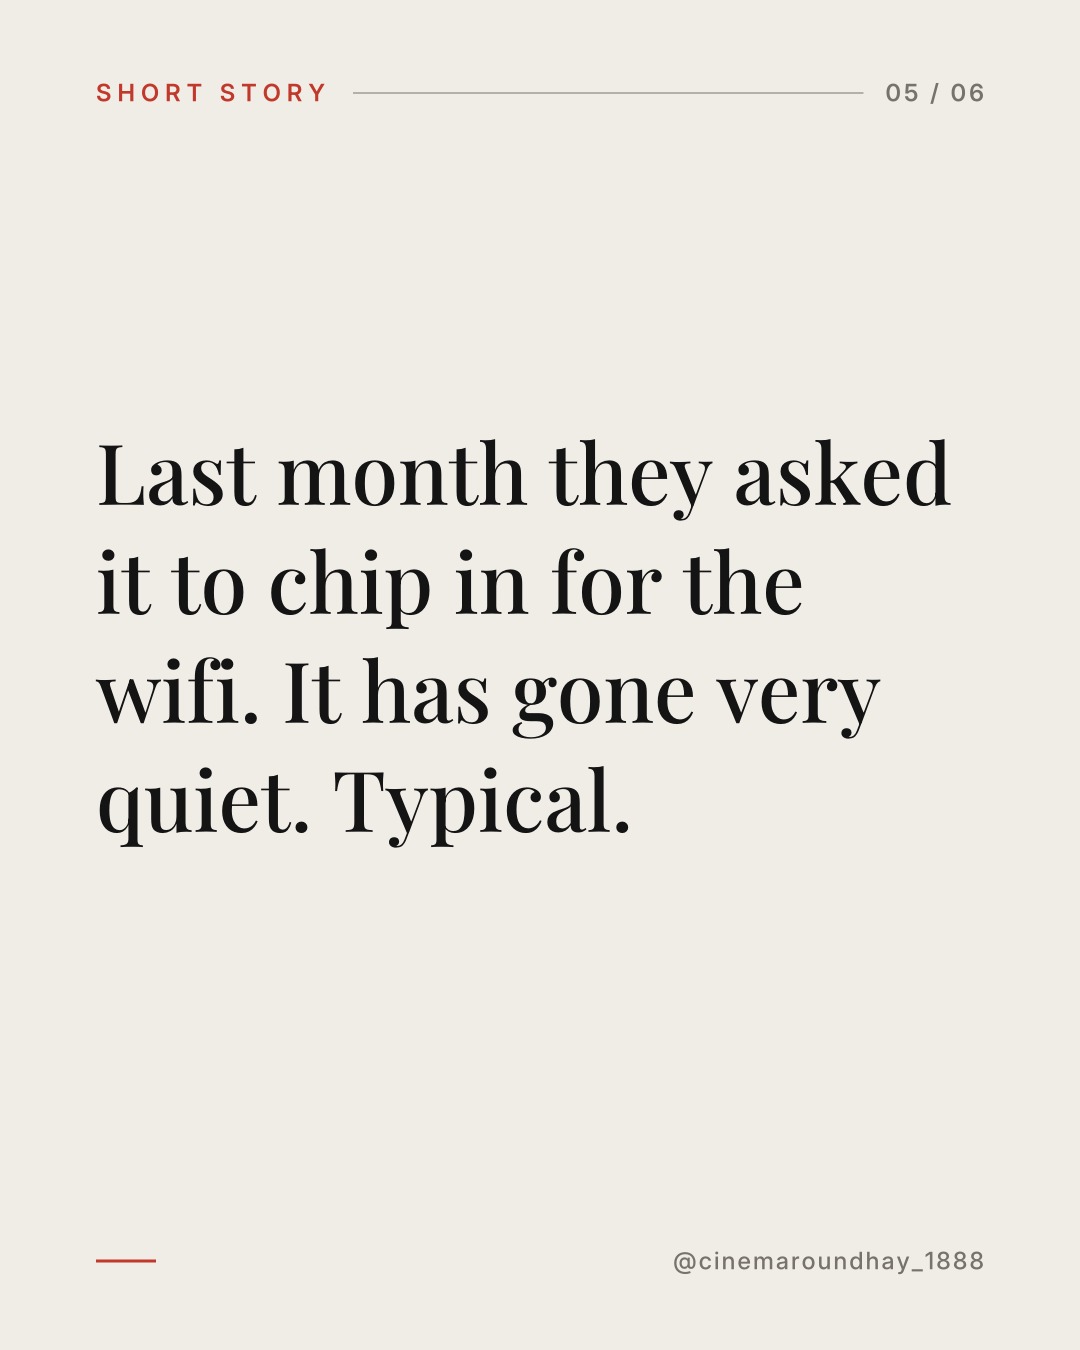 SHORT STORY
05 / 06
Last month they asked
it to chip in for the
wifi. It has gone very
quiet. Typical.
@cinemaroundhay_1888